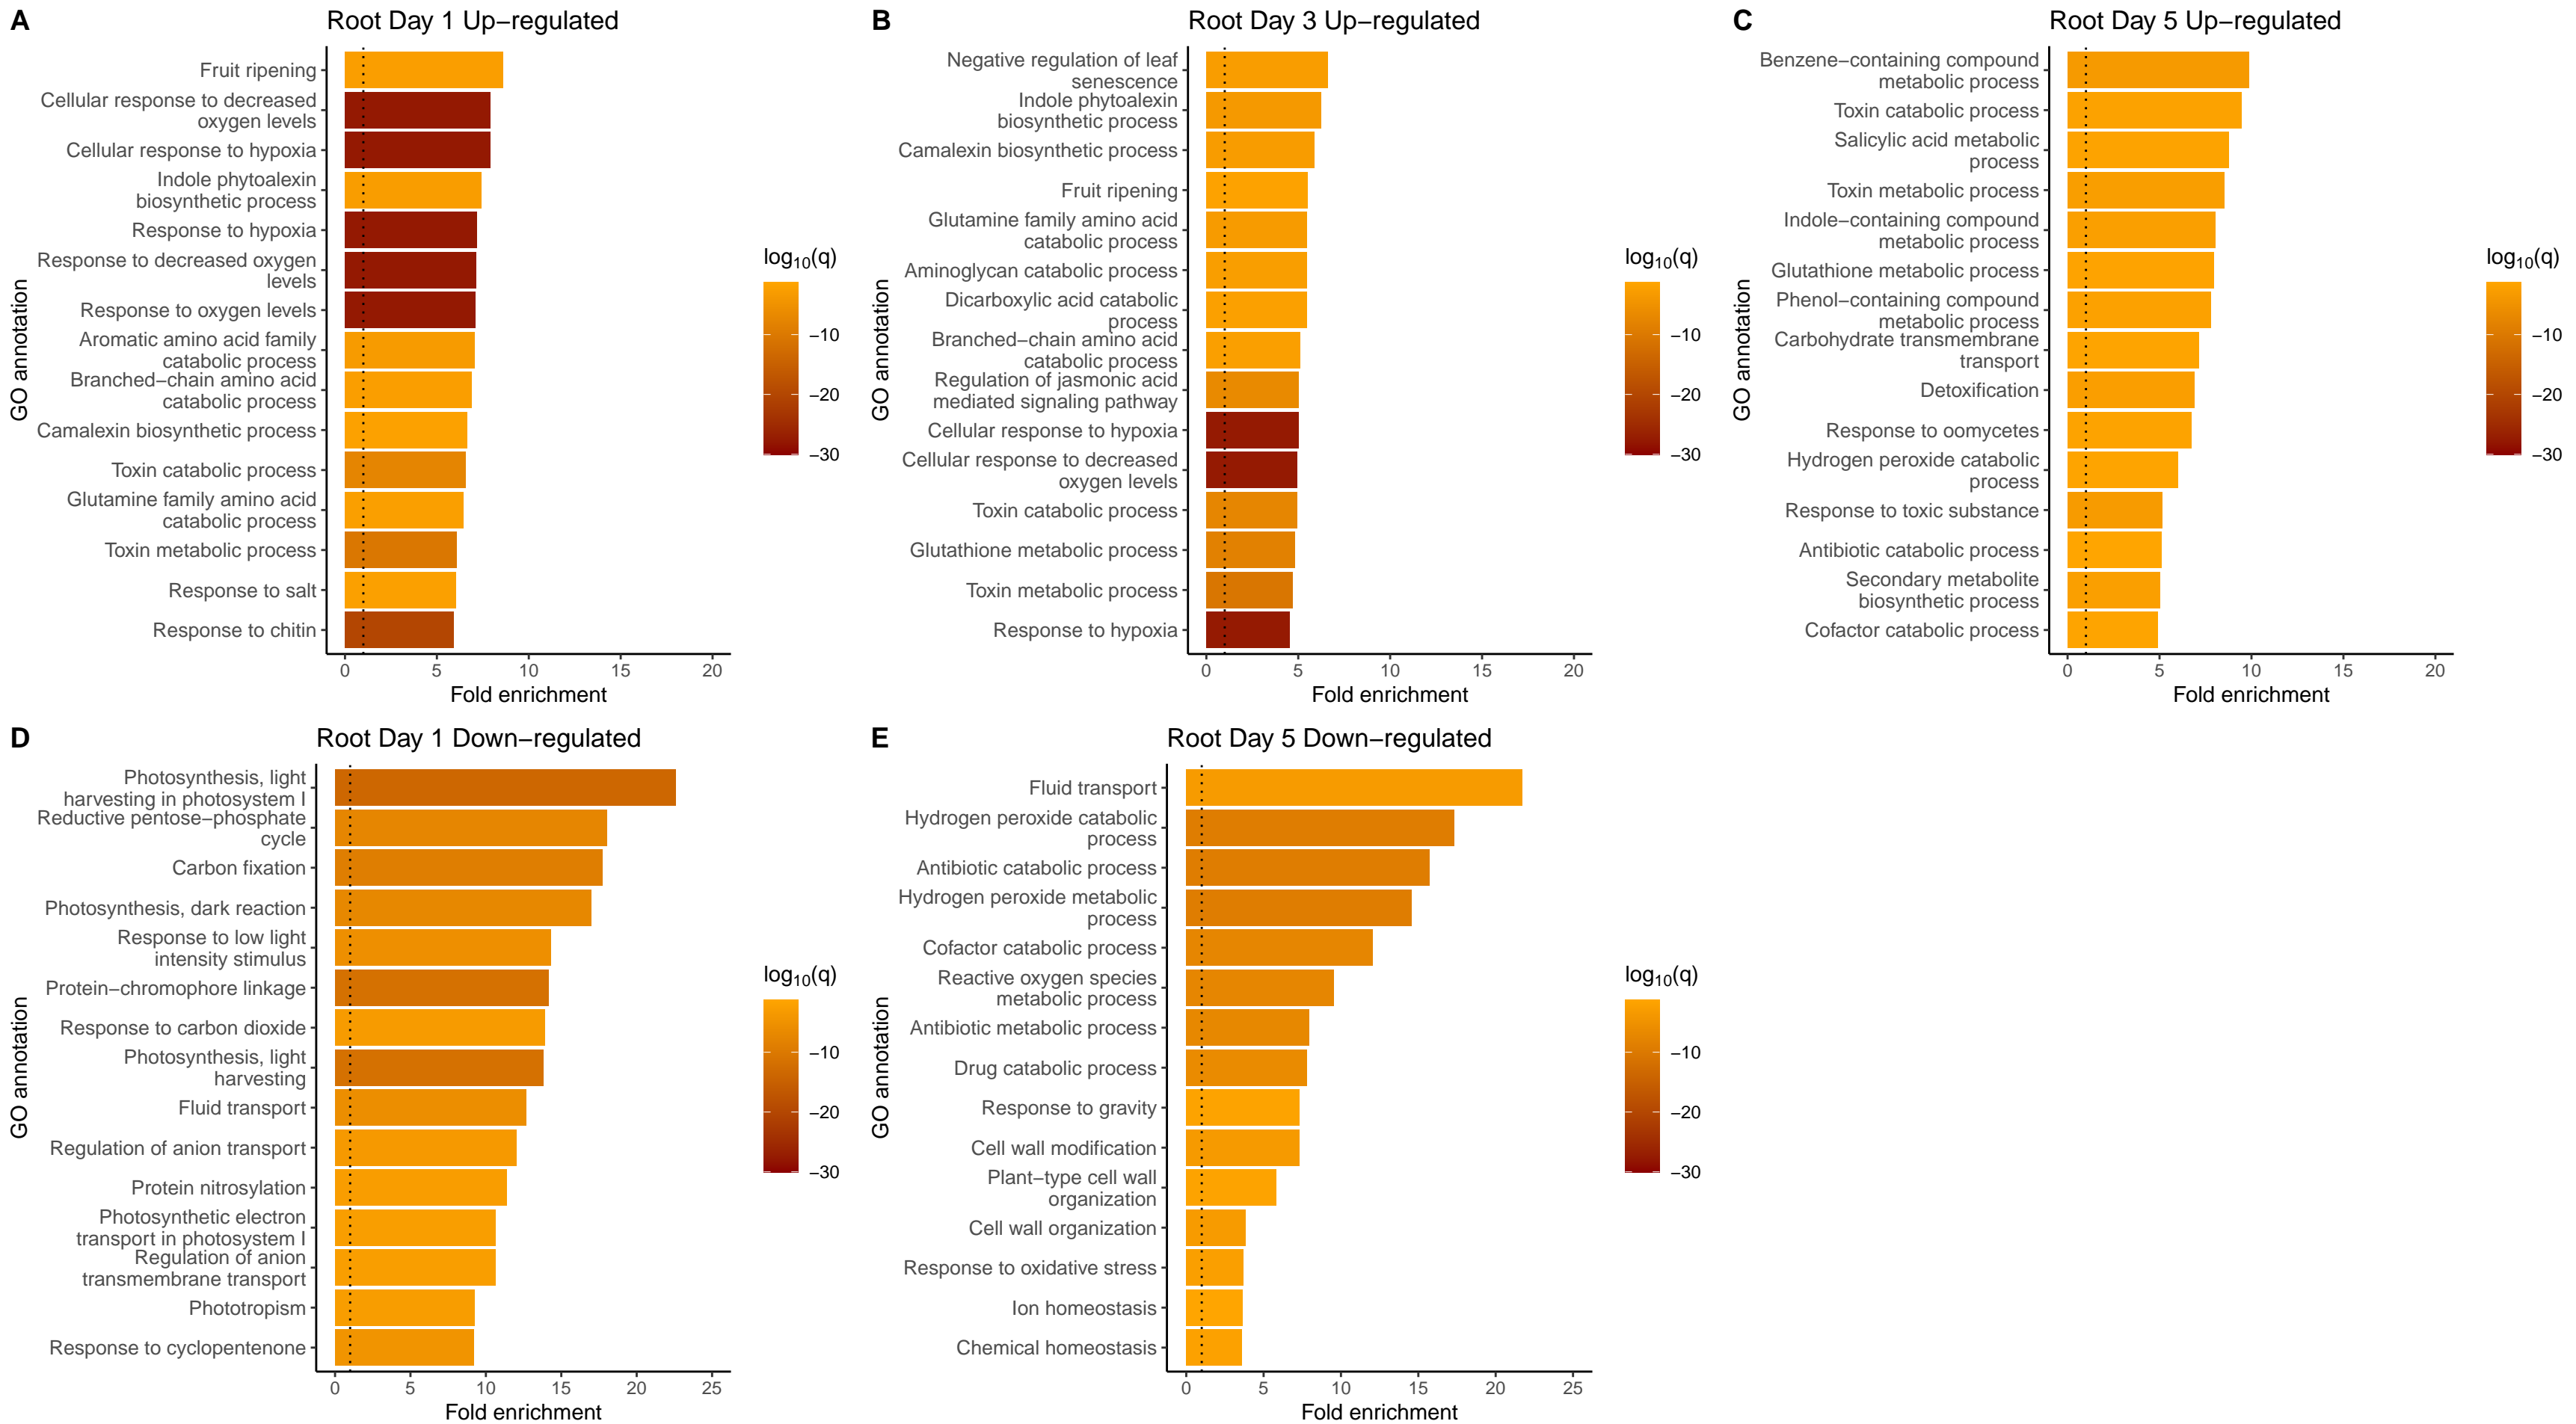 A
Root Day 1 Up−regulated
GO annotation
Fruit ripening
Cellular response to decreased
oxygen levels
Cellular response to hypoxia
Indole phytoalexin
biosynthetic process
Response to hypoxia
Response to decreased oxygen
levels
Response to oxygen levels
Aromatic amino acid family
catabolic process
Branched−chain amino acid
catabolic process
Camalexin biosynthetic process
Toxin catabolic process
Glutamine family amino acid
catabolic process
Toxin metabolic process
Response to salt
Response to chitin
0 5 10 15 20
Fold enrichment
log10(q)
−10
−20
−30
B
Root Day 3 Up−regulated
GO annotation
Negative regulation of leaf
senescence
Indole phytoalexin
biosynthetic process
Camalexin biosynthetic process
Fruit ripening
Glutamine family amino acid
catabolic process
Aminoglycan catabolic process
Dicarboxylic acid catabolic
process
Branched−chain amino acid
catabolic process
Regulation of jasmonic acid
mediated signaling pathway
Cellular response to hypoxia
Cellular response to decreased
oxygen levels
Toxin catabolic process
Glutathione metabolic process
Toxin metabolic process
Response to hypoxia
0 5 10 15 20
Fold enrichment
log10(q)
−10
−20
−30
C
Root Day 5 Up−regulated
GO annotation
Benzene−containing compound
metabolic process
Toxin catabolic process
Salicylic acid metabolic
process
Toxin metabolic process
Indole−containing compound
metabolic process
Glutathione metabolic process
Phenol−containing compound
metabolic process
Carbohydrate transmembrane
transport
Detoxification
Response to oomycetes
Hydrogen peroxide catabolic
process
Response to toxic substance
Antibiotic catabolic process
Secondary metabolite
biosynthetic process
Cofactor catabolic process
0 5 10 15 20
Fold enrichment
log10(q)
−10
−20
−30
D
Root Day 1 Down−regulated
GO annotation
Photosynthesis, light
harvesting in photosystem I
Reductive pentose−phosphate
cycle
Carbon fixation
Photosynthesis, dark reaction
Response to low light
intensity stimulus
Protein−chromophore linkage
Response to carbon dioxide
Photosynthesis, light
harvesting
Fluid transport
Regulation of anion transport
Protein nitrosylation
Photosynthetic electron
transport in photosystem I
Regulation of anion
transmembrane transport
Phototropism
Response to cyclopentenone
0 5 10 15 20 25
Fold enrichment
log10(q)
−10
−20
−30
E
Root Day 5 Down−regulated
GO annotation
Fluid transport
Hydrogen peroxide catabolic
process
Antibiotic catabolic process
Hydrogen peroxide metabolic
process
Cofactor catabolic process
Reactive oxygen species
metabolic process
Antibiotic metabolic process
Drug catabolic process
Response to gravity
Cell wall modification
Plant−type cell wall
organization
Cell wall organization
Response to oxidative stress
Ion homeostasis
Chemical homeostasis
0 5 10 15 20 25
Fold enrichment
log10(q)
−10
−20
−30